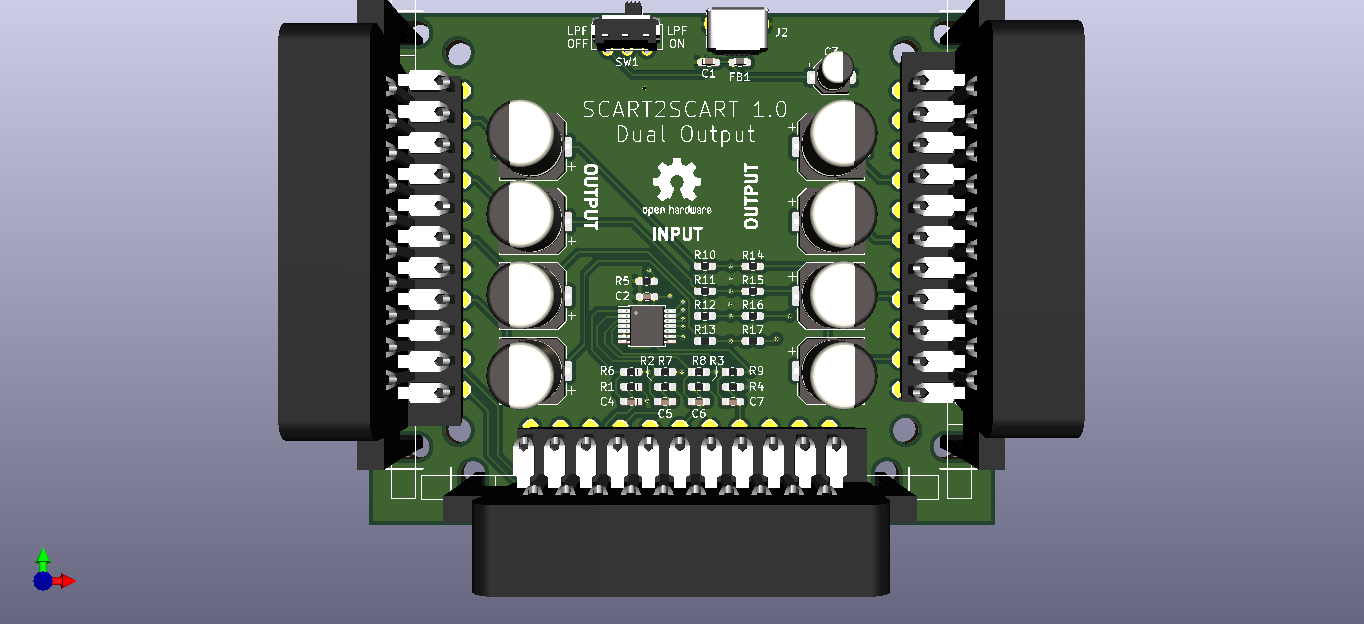 LPF
OFF
LPF
ON
SW1
J2
C1
FB1
SCART2SCART 1.0
Dual Output
OUTPUT
OUTPUT
open hardware
INPUT
R10 R14
R5 R11 R15
C2 R12 R16
R13 R17
R2 R7 R8 R3
R6 R9
R1 R4
C4 C7
C5 C6